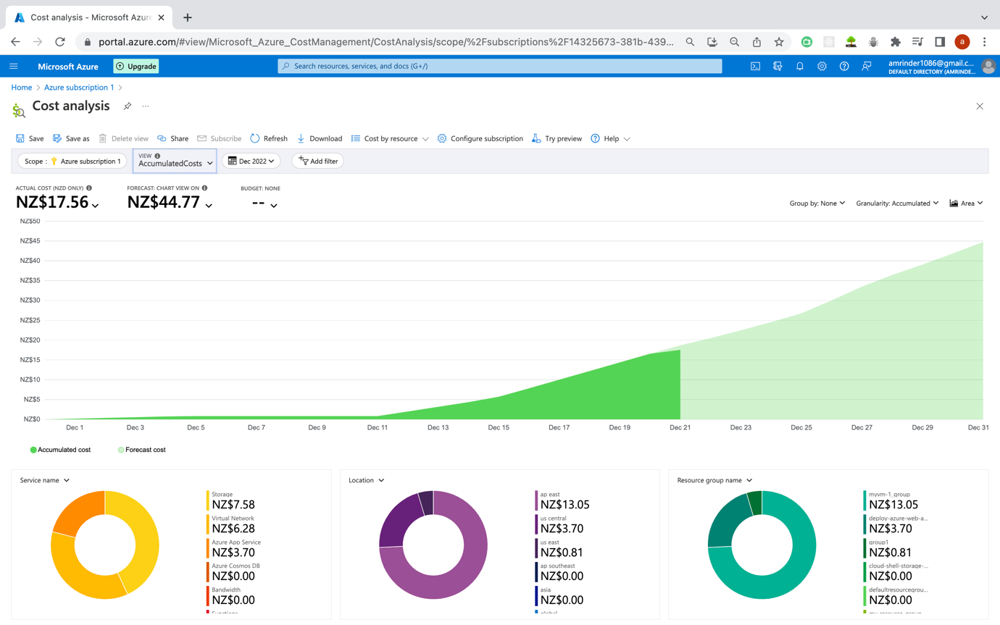 Cost analysis - Microsoft Azur
portal.azure.com/#view/Microsoft_Azure_CostManagement/CostAnalysis/scope/%2Fsubscriptions%2F14325673-381b-439...
a
Microsoft Azure
Upgrade
Search resources, services, and docs (G+/)
amrinder1086@gmail.c...
DEFAULT DIRECTORY (AMRINDE...
Home > Azure subscription 1 >
Cost analysis
...
Save Save as Delete view Share Subscribe Refresh Download Cost by resource Configure subscription Try preview Help
Scope : Azure subscription 1
VIEW
AccumulatedCosts
Dec 2022
Add filter
ACTUAL COST (NZD ONLY)
NZ$17.56
FORECAST: CHART VIEW ON
NZ$44.77
BUDGET: NONE
--
Group by: None Granularity: Accumulated Area
NZ$50
NZ$45
NZ$40
NZ$35
NZ$30
NZ$25
NZ$20
NZ$15
NZ$10
NZ$5
NZ$0
Dec 1 Dec 3 Dec 5 Dec 7 Dec 9 Dec 11 Dec 13 Dec 15 Dec 17 Dec 19 Dec 21 Dec 23 Dec 25 Dec 27 Dec 29 Dec 31
Accumulated cost Forecast cost
Service name
Storage
NZ$7.58
Virtual Network
NZ$6.28
Azure App Service
NZ$3.70
Azure Cosmos DB
NZ$0.00
Bandwidth
NZ$0.00
Location
ap east
NZ$13.05
us central
NZ$3.70
us east
NZ$0.81
ap southeast
NZ$0.00
asia
NZ$0.00
Resource group name
myvm-1_group
NZ$13.05
deploy-azure-web-a...
NZ$3.70
group1
NZ$0.81
cloud-shell-storage-...
NZ$0.00
defaultresourcegrou...
NZ$0.00